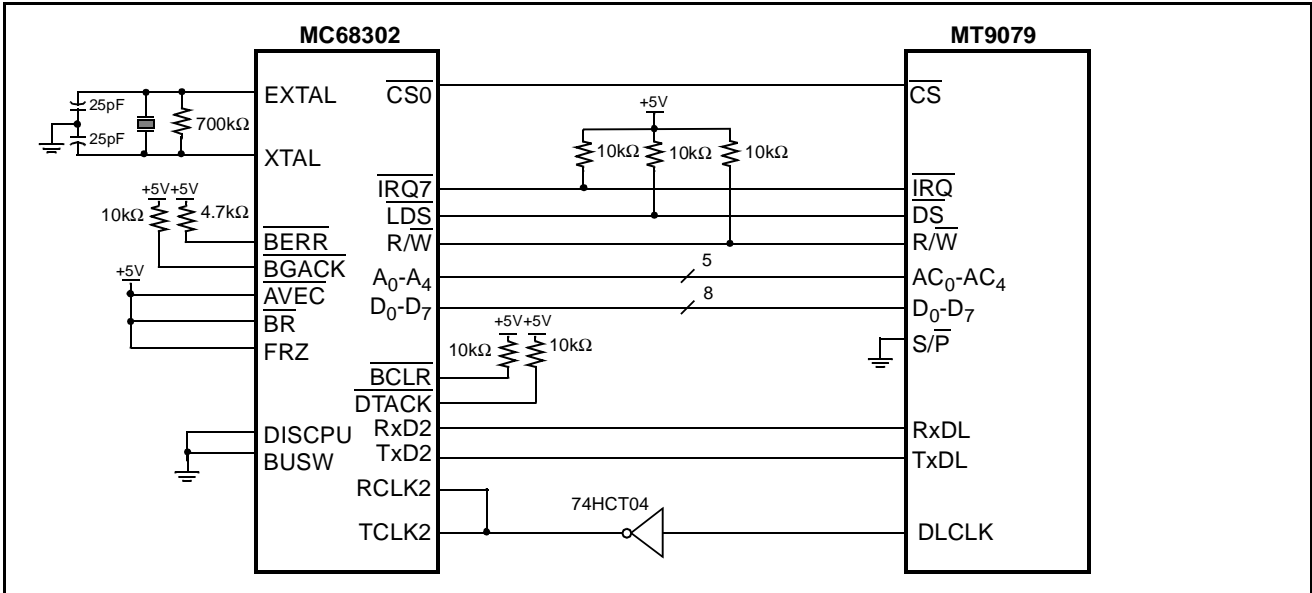 MC68302
MT9079
EXTAL
CS0
CS
25pF
25pF
700kΩ
XTAL
+5V
10kΩ
10kΩ
10kΩ
IRQ7
IRQ
LDS
DS
R/W
R/W
+5V +5V
10kΩ
4.7kΩ
BERR
BGACK
A0-A4
5
AC0-AC4
+5V
AVEC
D0-D7
8
D0-D7
BR
FRZ
+5V +5V
10kΩ
10kΩ
S/P
BCLR
DTACK
DISCPU
RxD2
RxDL
BUSW
TxD2
TxDL
RCLK2
74HCT04
TCLK2
DLCLK